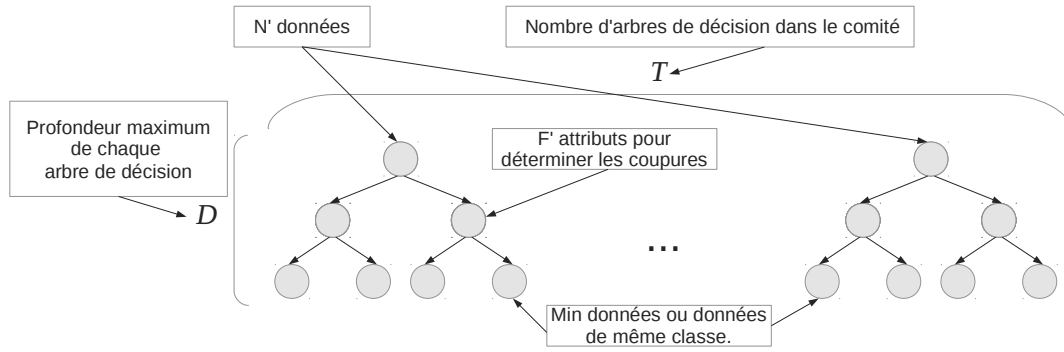 N' données
Nombre d'arbres de décision dans le comité
T
Profondeur maximum
de chaque
arbre de décision
D
F' attributs pour
déterminer les coupures
...
Min données ou données
de même classe.